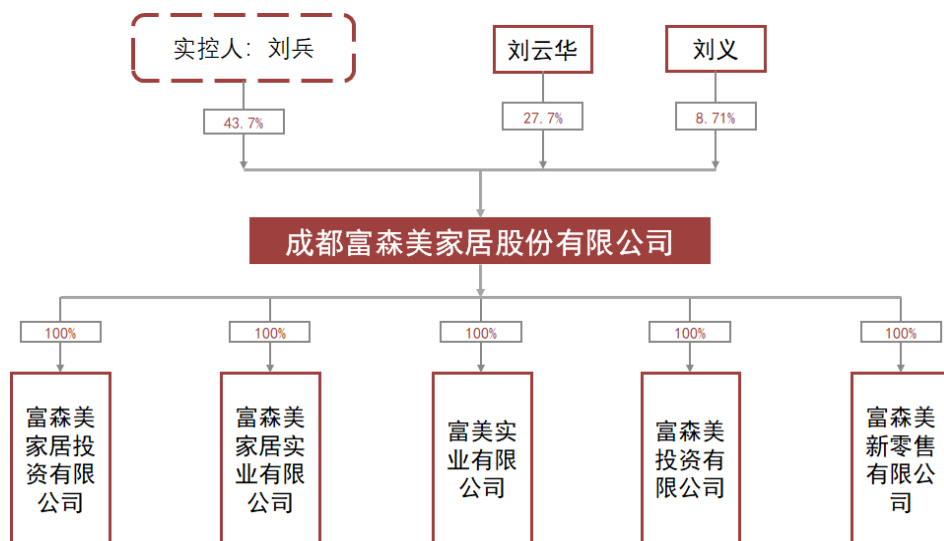 实控人：刘兵
刘云华
刘义
43.7%
27.7%
8.71%
成都富森美家居股份有限公司
100%
100%
100%
100%
100%
富森美
家居投
资有限
公司
富森美
家居实
业有限
公司
富美实
业有限
公司
富森美
投资有
限公司
富森美
新零售
有限公
司